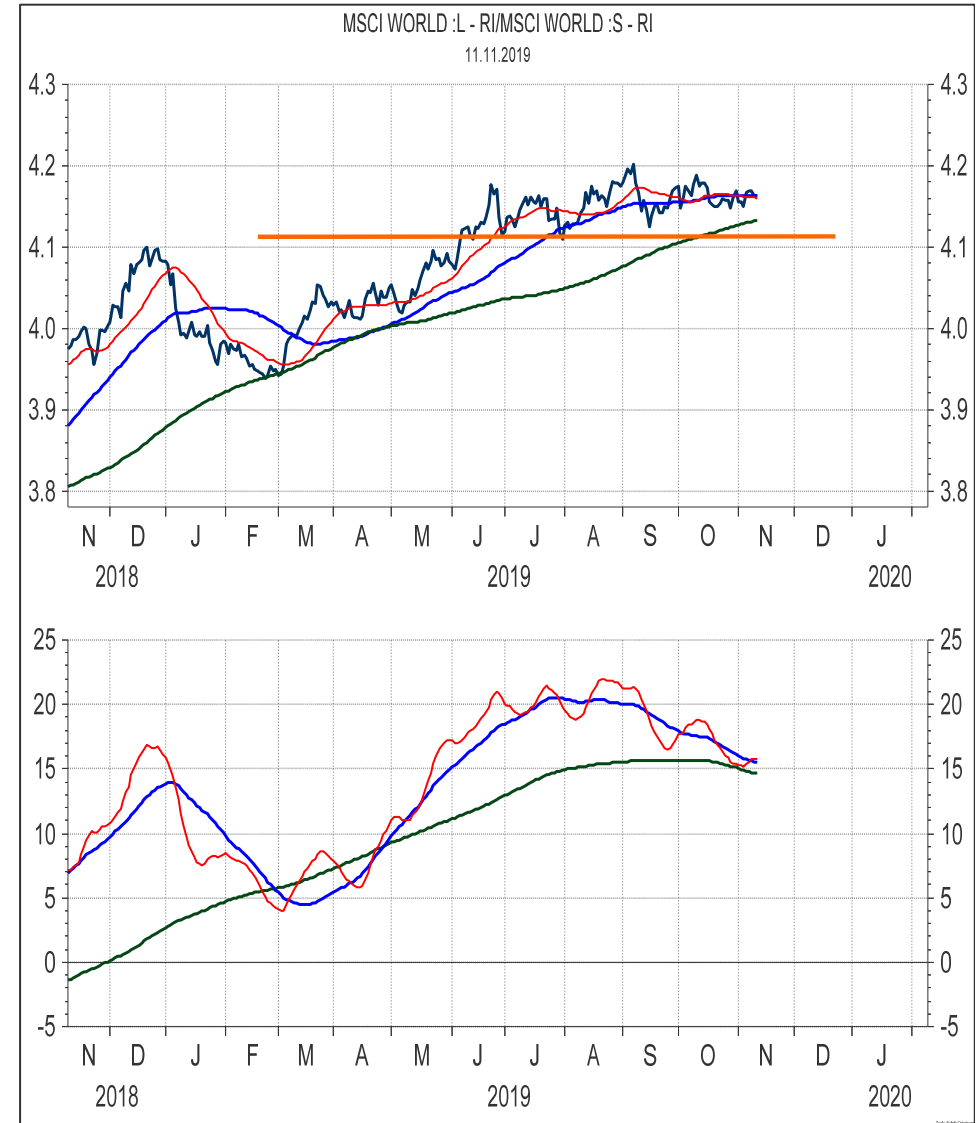 MSCI WORLD :L - RI/MSCI WORLD :S - RI
11.11.2019
4.3 4.3
4.2 4.2
4.1 4.1
4.0 4.0
3.9 3.9
3.8 3.8
N D J F M A M J J A S O N D J
2018 2019 2020
25 25
20 20
15 15
10 10
5 5
0 0
-5 -5
N D J F M A M J J A S O N D J
2018 2019 2020